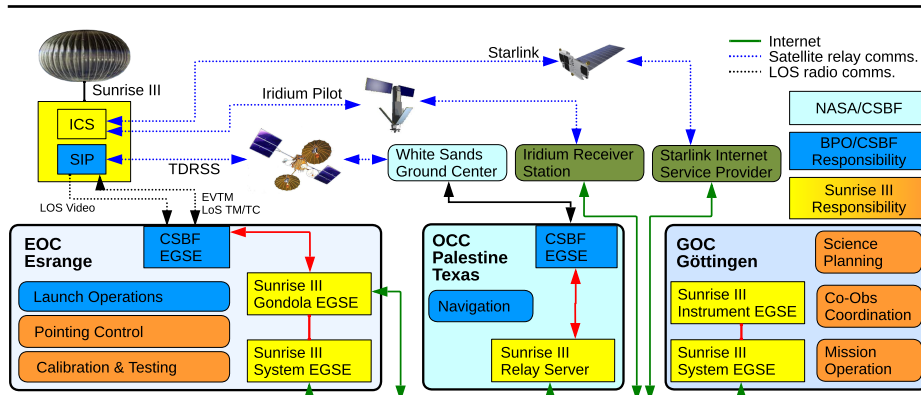 Internet
Satellite relay comms.
LOS radio comms.
Starlink
Sunrise III
Iridium Pilot
ICS
SIP
TDRSS
NASA/CSBF
White Sands
Ground Center
Iridium Receiver
Station
Starlink Internet
Service Provider
BPO/CSBF
Responsibility
Sunrise III
Responsibility
LOS Video
EVTM
LoS TM/TC
EOC
Esrange
CSBF
EGSE
Sunrise III
Gondola EGSE
Launch Operations
Pointing Control
Calibration & Testing
Sunrise III
System EGSE
OCC
Palestine
Texas
CSBF
EGSE
Navigation
Sunrise III
Relay Server
GOC
Göttingen
Science
Planning
Sunrise III
Instrument EGSE
Co-Obs
Coordination
Sunrise III
System EGSE
Mission
Operation